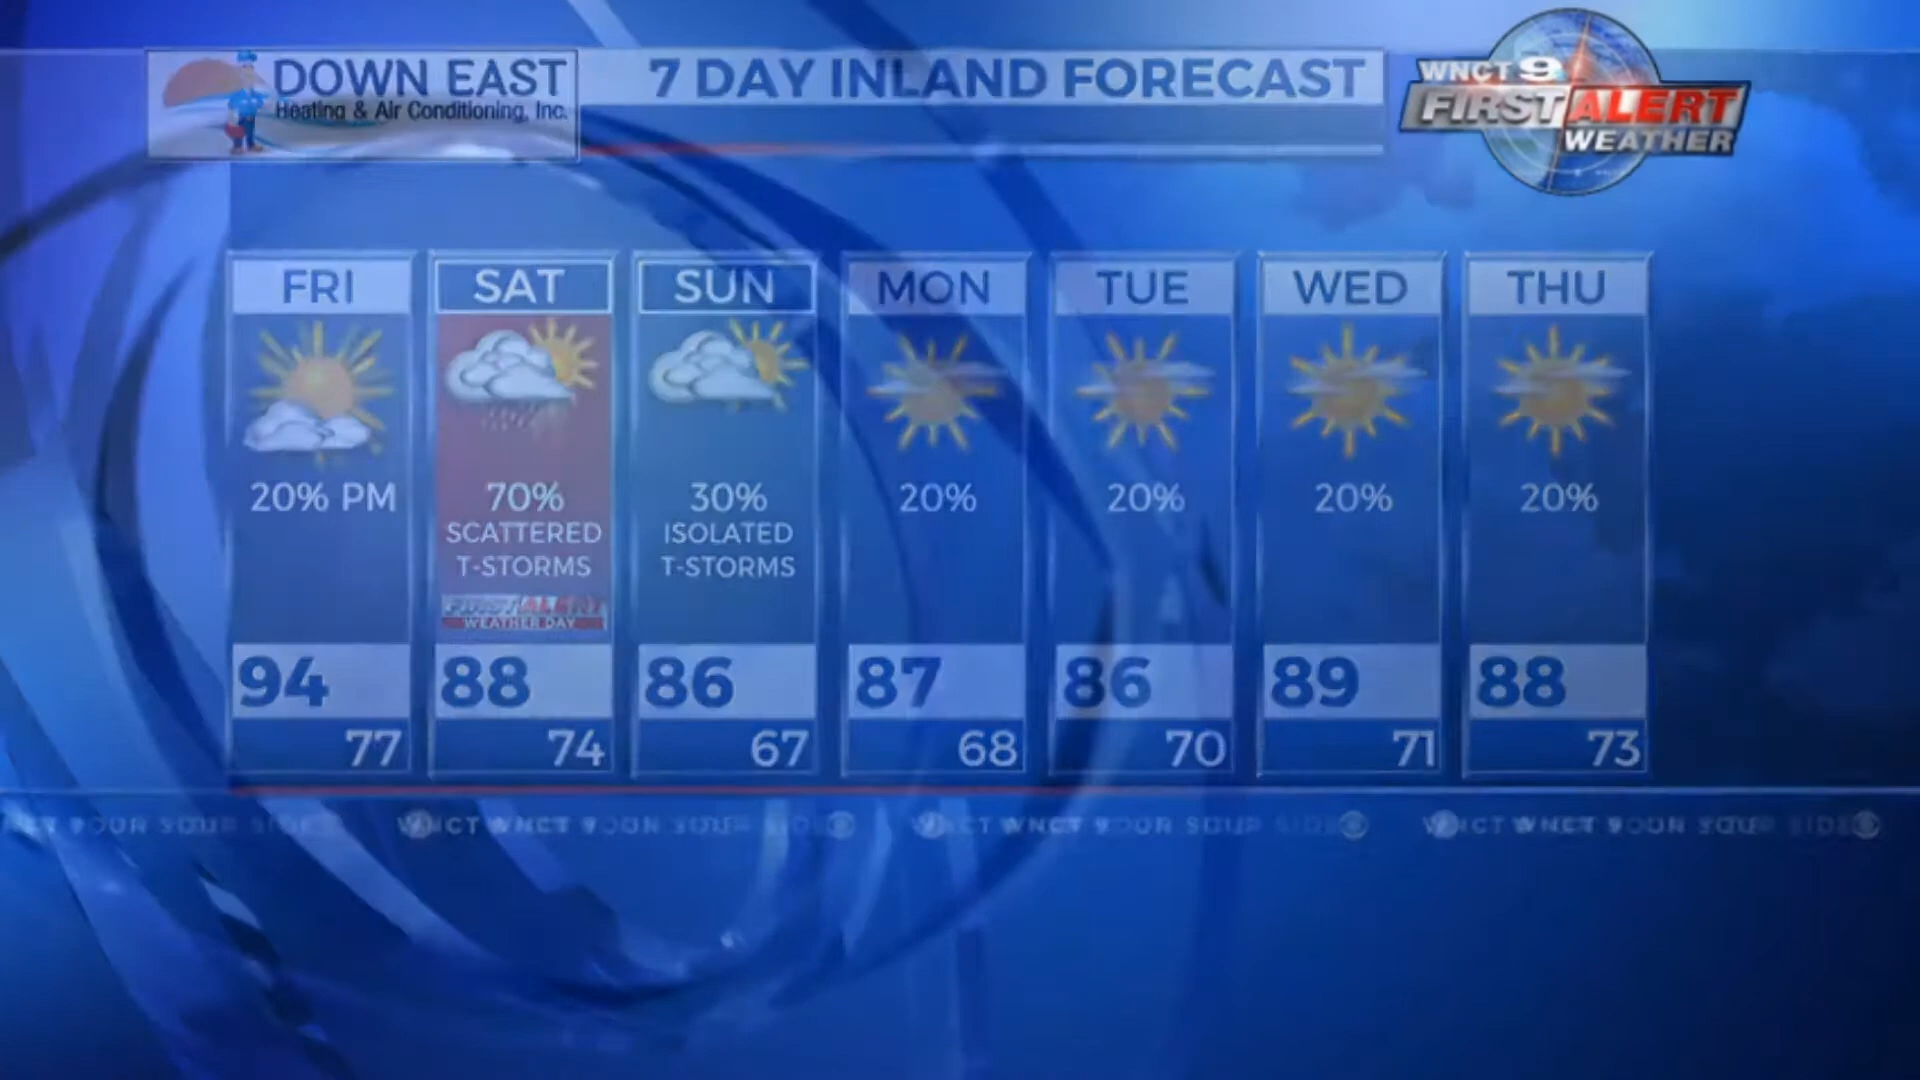 DOWN EAST
Heating & Air Conditioning, Inc.
7 DAY INLAND FORECAST
WNCT 9
FIRST ALERT
WEATHER
FRI
SAT
SUN
MON
TUE
WED
THU
20% PM
70%
30%
20%
20%
20%
20%
SCATTERED
T-STORMS
ISOLATED
T-STORMS
FIRST ALERT
WEATHER DAY
94
88
86
87
86
89
88
77
74
67
68
70
71
73